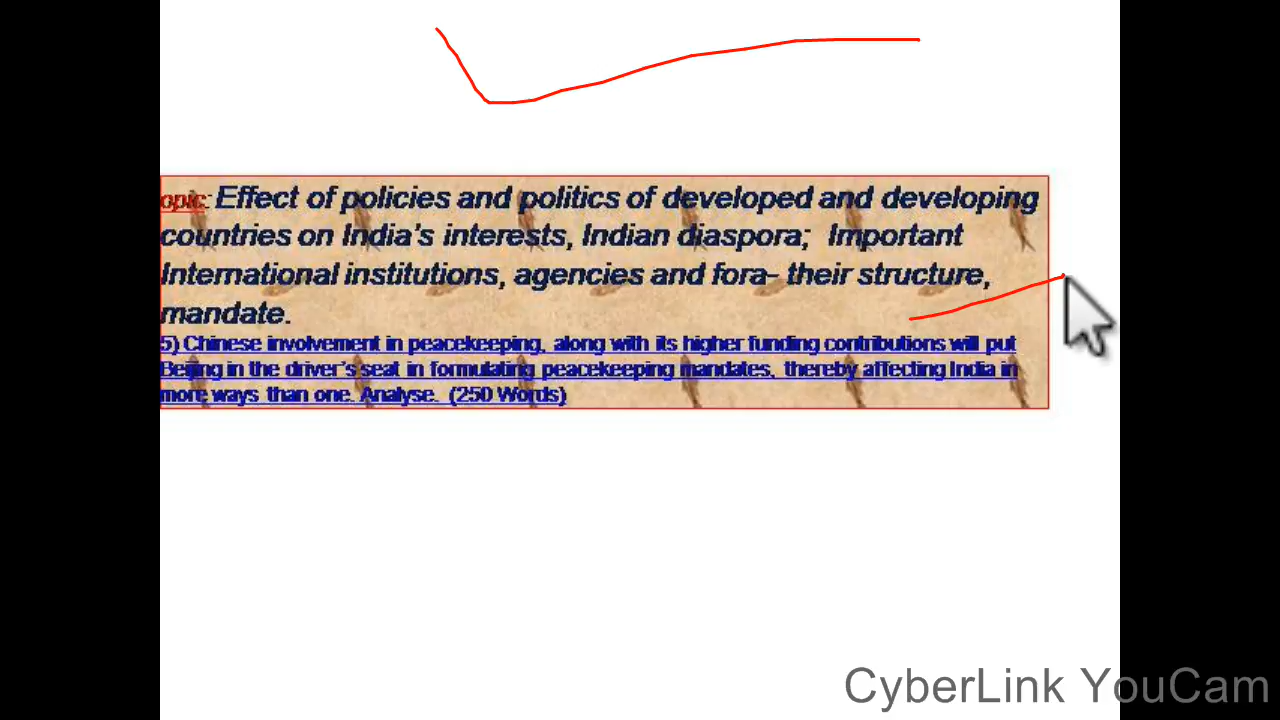 opic: Effect of policies and politics of developed and developing
countries on India's interests, Indian diaspora; Important
International institutions, agencies and fora- their structure,
mandate.
5) Chinese involvement in peacekeeping, along with its higher funding contributions will put
Beijing in the driver's seat in formulating peacekeeping mandates, thereby affecting India in
more ways than one. Analyse. (250 Words)
CyberLink YouCam